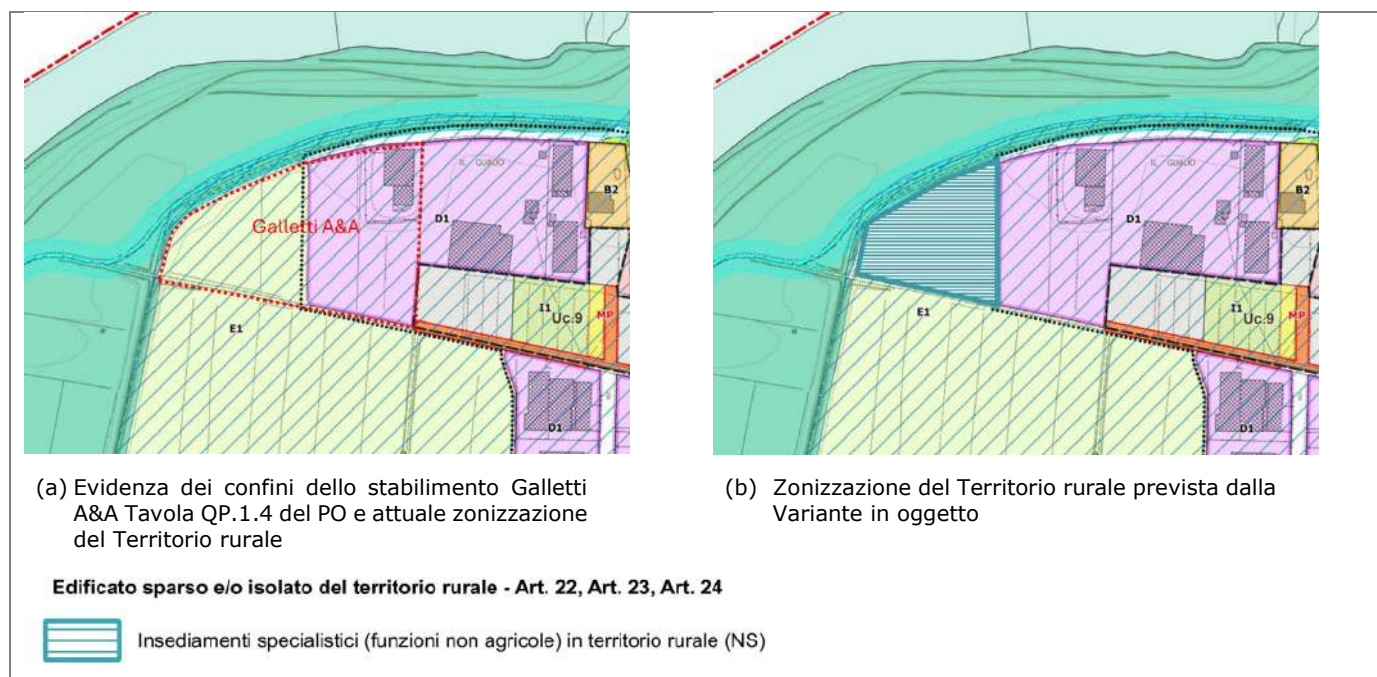 IL GUADO
B2
D1
Galletti A&A
I1
Uc.9
MP
E1
D1
IL GUADO
B2
D1
I1
Uc.9
MP
E1
D1
(a) Evidenza dei confini dello stabilimento Galletti
A&A Tavola QP.1.4 del PO e attuale zonizzazione
del Territorio rurale
(b) Zonizzazione del Territorio rurale prevista dalla
Variante in oggetto
Edificato sparso e/o isolato del territorio rurale - Art. 22, Art. 23, Art. 24
Insediamenti specialistici (funzioni non agricole) in territorio rurale (NS)